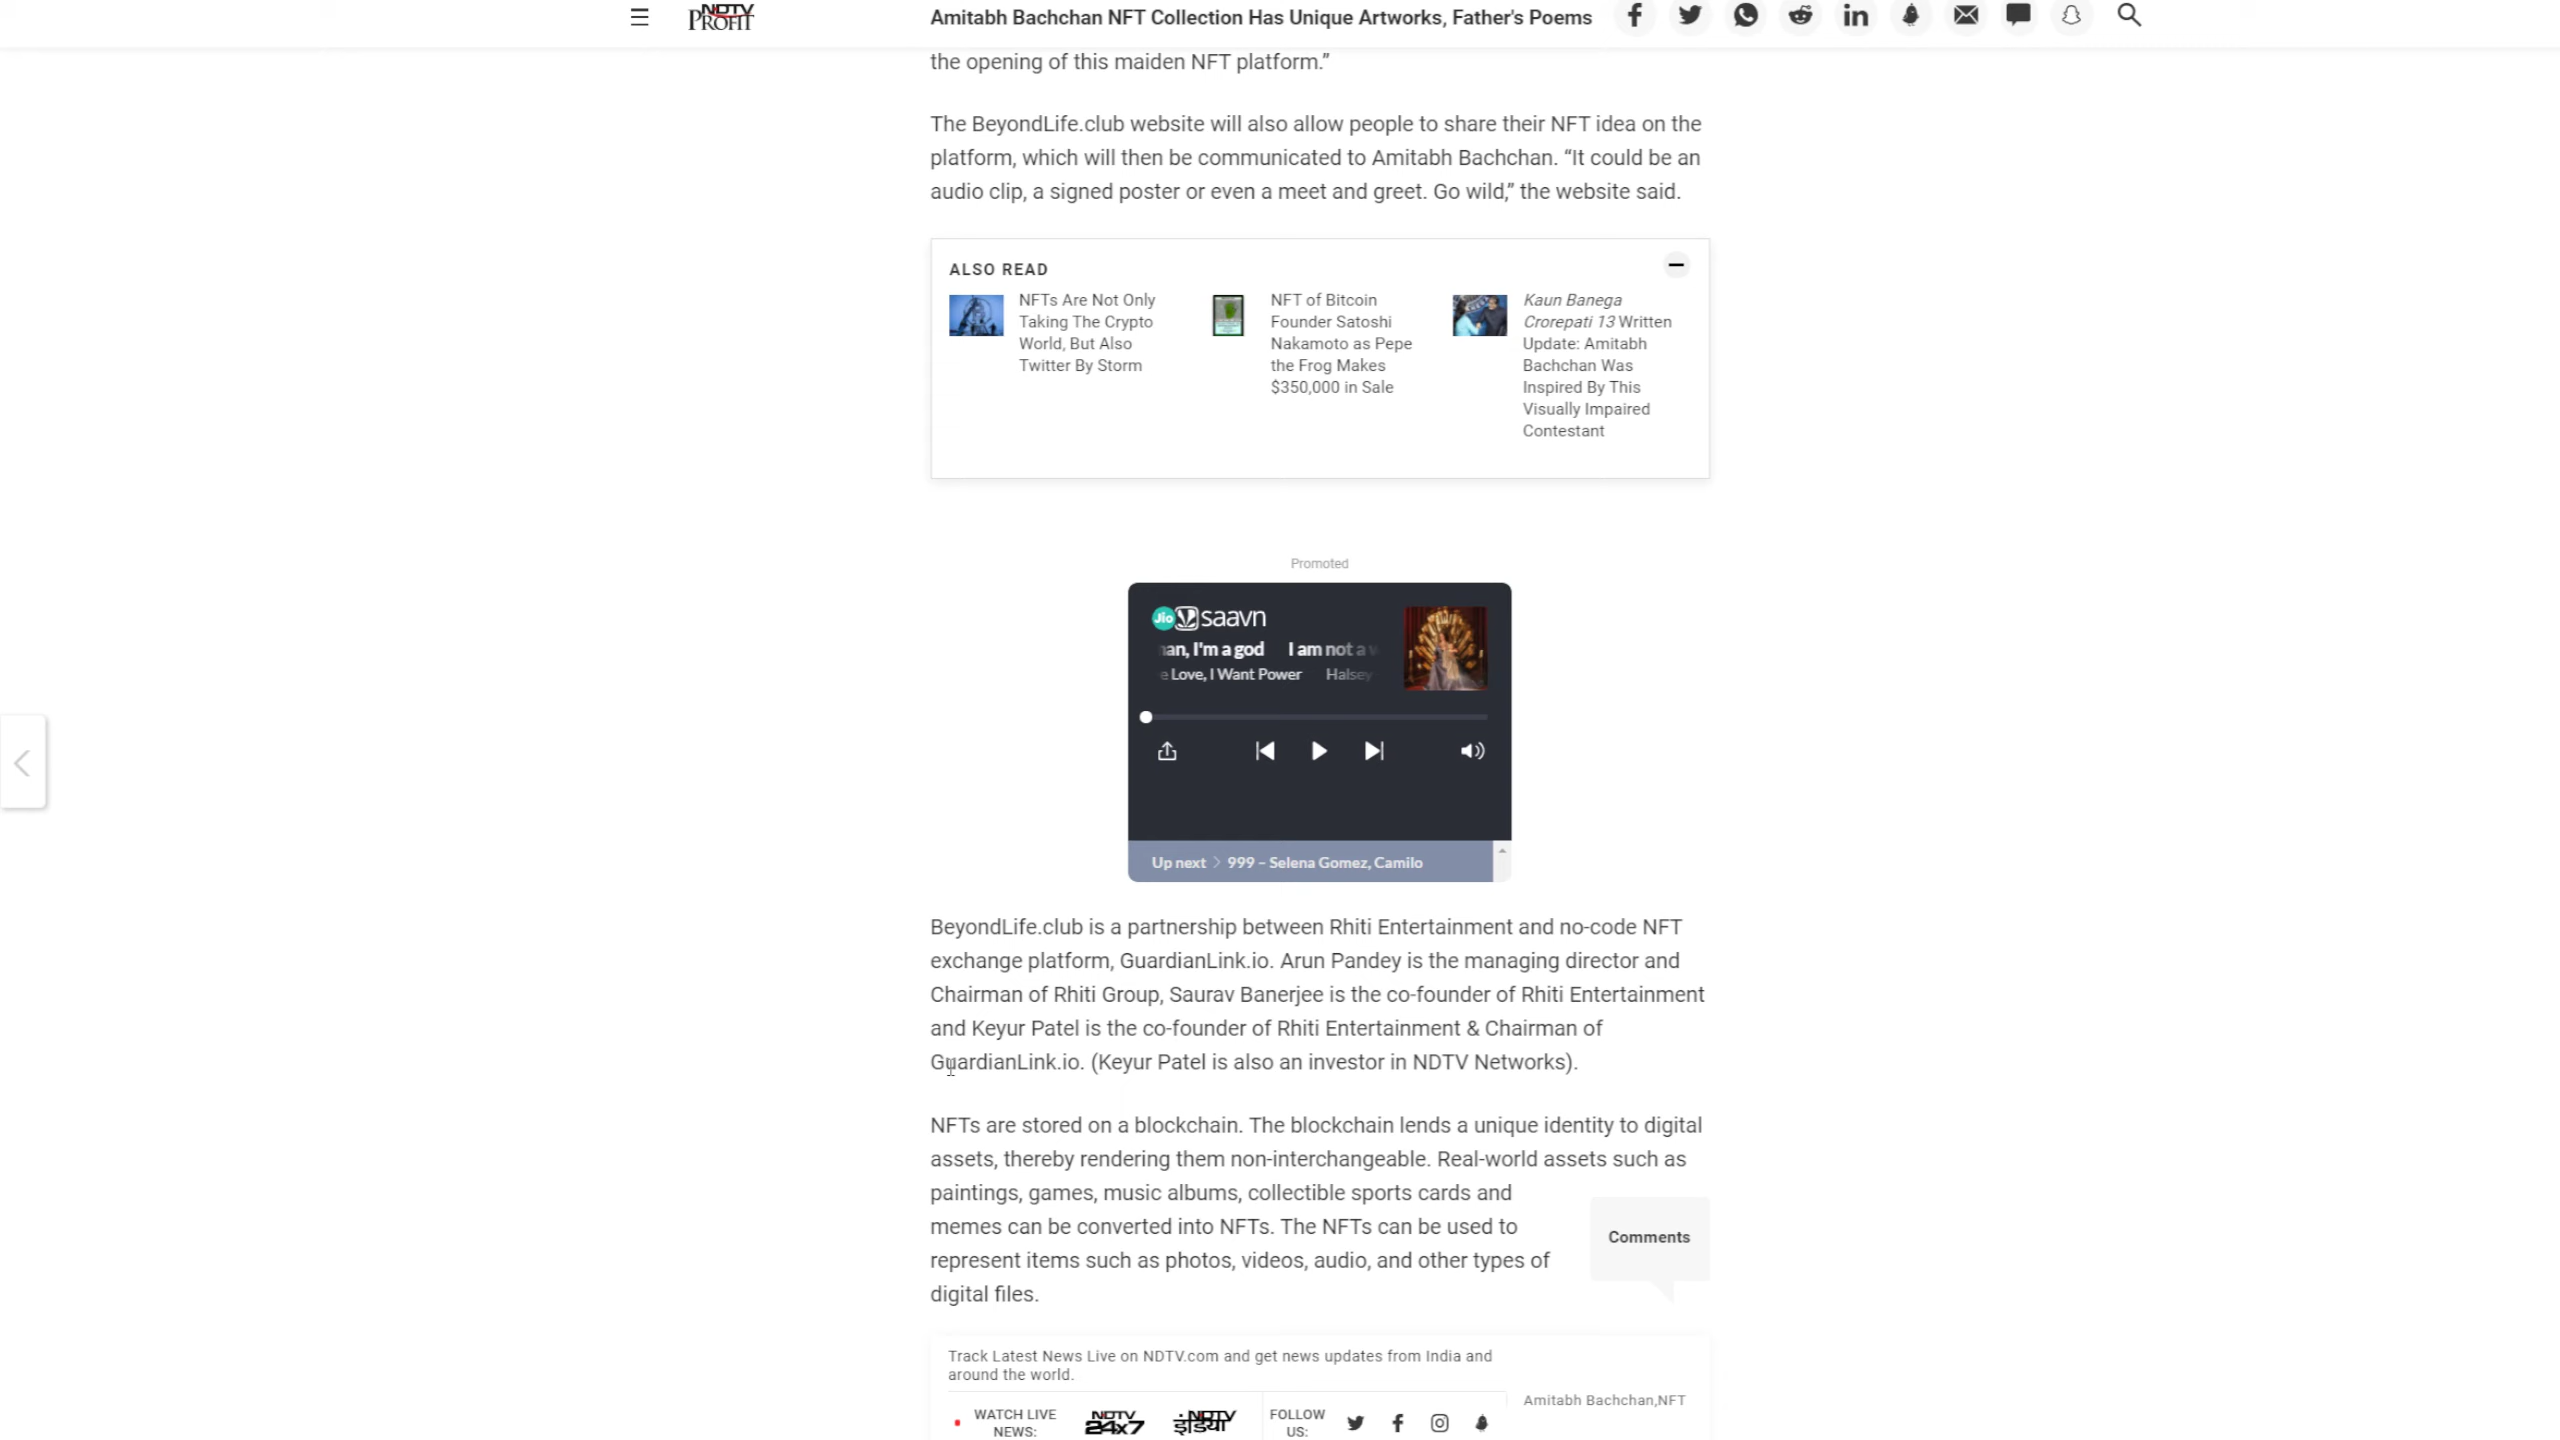 NDTV
PROFIT
Amitabh Bachchan NFT Collection Has Unique Artworks, Father's Poems
the opening of this maiden NFT platform.”
The BeyondLife.club website will also allow people to share their NFT idea on the
platform, which will then be communicated to Amitabh Bachchan. “It could be an
audio clip, a signed poster or even a meet and greet. Go wild,” the website said.
ALSO READ
NFTs Are Not Only
Taking The Crypto
World, But Also
Twitter By Storm
NFT of Bitcoin
Founder Satoshi
Nakamoto as Pepe
the Frog Makes
$350,000 in Sale
Kaun Banega
Crorepati 13 Written
Update: Amitabh
Bachchan Was
Inspired By This
Visually Impaired
Contestant
Promoted
Jio saavn
an, I'm a god I am not a
e Love, I Want Power Halsey
Up next > 999 – Selena Gomez, Camilo
BeyondLife.club is a partnership between Rhiti Entertainment and no-code NFT
exchange platform, GuardianLink.io. Arun Pandey is the managing director and
Chairman of Rhiti Group, Saurav Banerjee is the co-founder of Rhiti Entertainment
and Keyur Patel is the co-founder of Rhiti Entertainment & Chairman of
GuardianLink.io. (Keyur Patel is also an investor in NDTV Networks).
NFTs are stored on a blockchain. The blockchain lends a unique identity to digital
assets, thereby rendering them non-interchangeable. Real-world assets such as
paintings, games, music albums, collectible sports cards and
memes can be converted into NFTs. The NFTs can be used to
represent items such as photos, videos, audio, and other types of
digital files.
Comments
Track Latest News Live on NDTV.com and get news updates from India and
around the world.
Amitabh Bachchan,NFT
WATCH LIVE
NEWS:
NDTV
24x7
NDTV
इंडिया
FOLLOW
US: